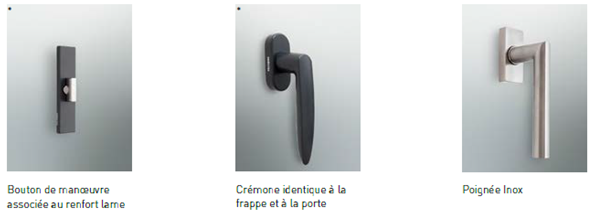 Bouton de manœuvre
associée au renfort lame
Crémone identique à la
frappe et à la porte
Poignée Inox